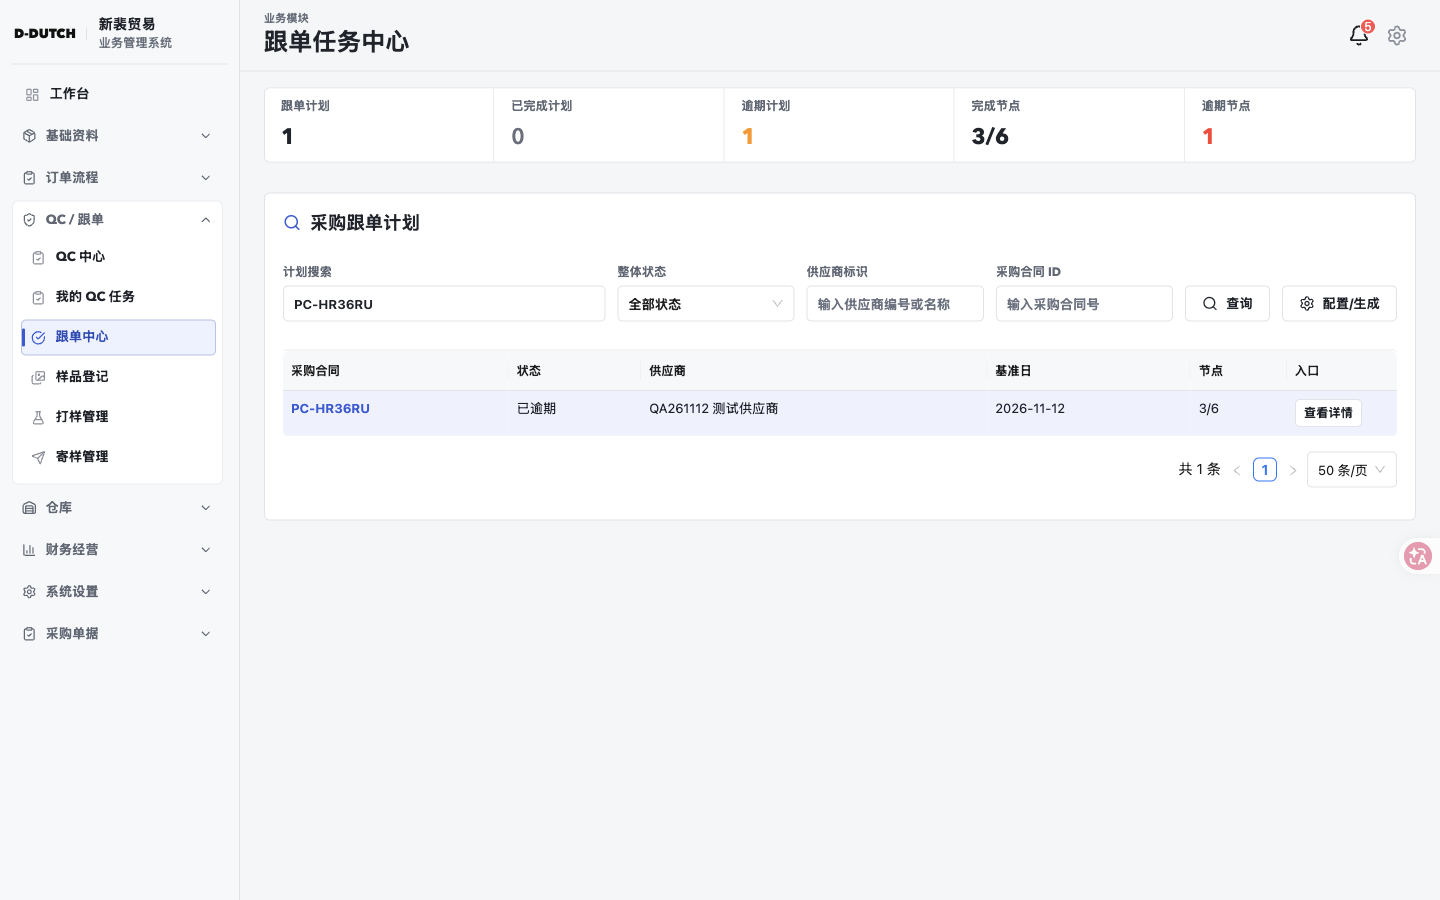 D-DUTCH
新裴贸易
业务管理系统
工作台
基础资料
订单流程
QC / 跟单
QC 中心
我的 QC 任务
跟单中心
样品登记
打样管理
寄样管理
仓库
财务经营
系统设置
采购单据
业务模块
跟单任务中心
5
跟单计划
1
已完成计划
0
逾期计划
1
完成节点
3/6
逾期节点
1
采购跟单计划
计划搜索
PC-HR36RU
整体状态
全部状态
供应商标识
输入供应商编号或名称
采购合同 ID
输入采购合同号
查询
配置/生成
采购合同 状态 供应商 基准日 节点 入口
PC-HR36RU 已逾期 QA261112 测试供应商 2026-11-12 3/6 查看详情
共 1 条 1 50 条/页